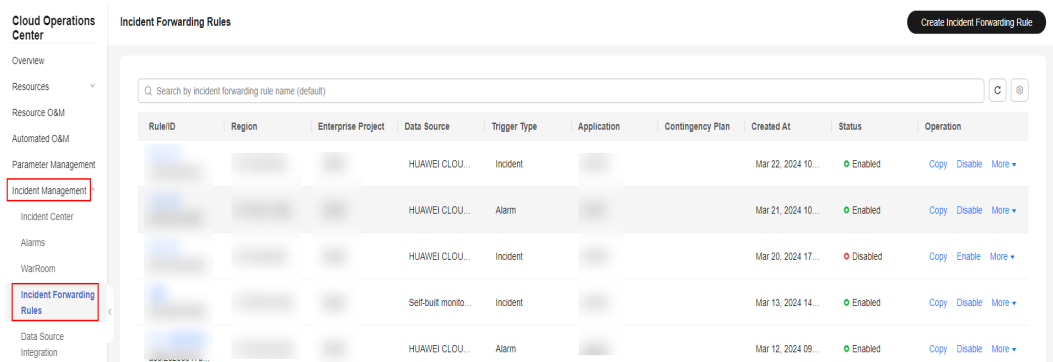 Cloud Operations
Center
Incident Forwarding Rules
Create Incident Forwarding Rule
Overview
Resources
Resource O&M
Automated O&M
Parameter Management
Incident Management
Incident Center
Alarms
WarRoom
Incident Forwarding
Rules
Data Source
Integration
Search by incident forwarding rule name (default)
Rule/ID Region Enterprise Project Data Source Trigger Type Application Contingency Plan Created At Status Operation
HUAWEI CLOU... Incident Mar 22, 2024 10... Enabled Copy Disable More
HUAWEI CLOU... Alarm Mar 21, 2024 10... Enabled Copy Disable More
HUAWEI CLOU... Incident Mar 20, 2024 17... Disabled Copy Enable More
Self-built monito... Incident Mar 13, 2024 14... Enabled Copy Disable More
HUAWEI CLOU... Alarm Mar 12, 2024 09... Enabled Copy Disable More